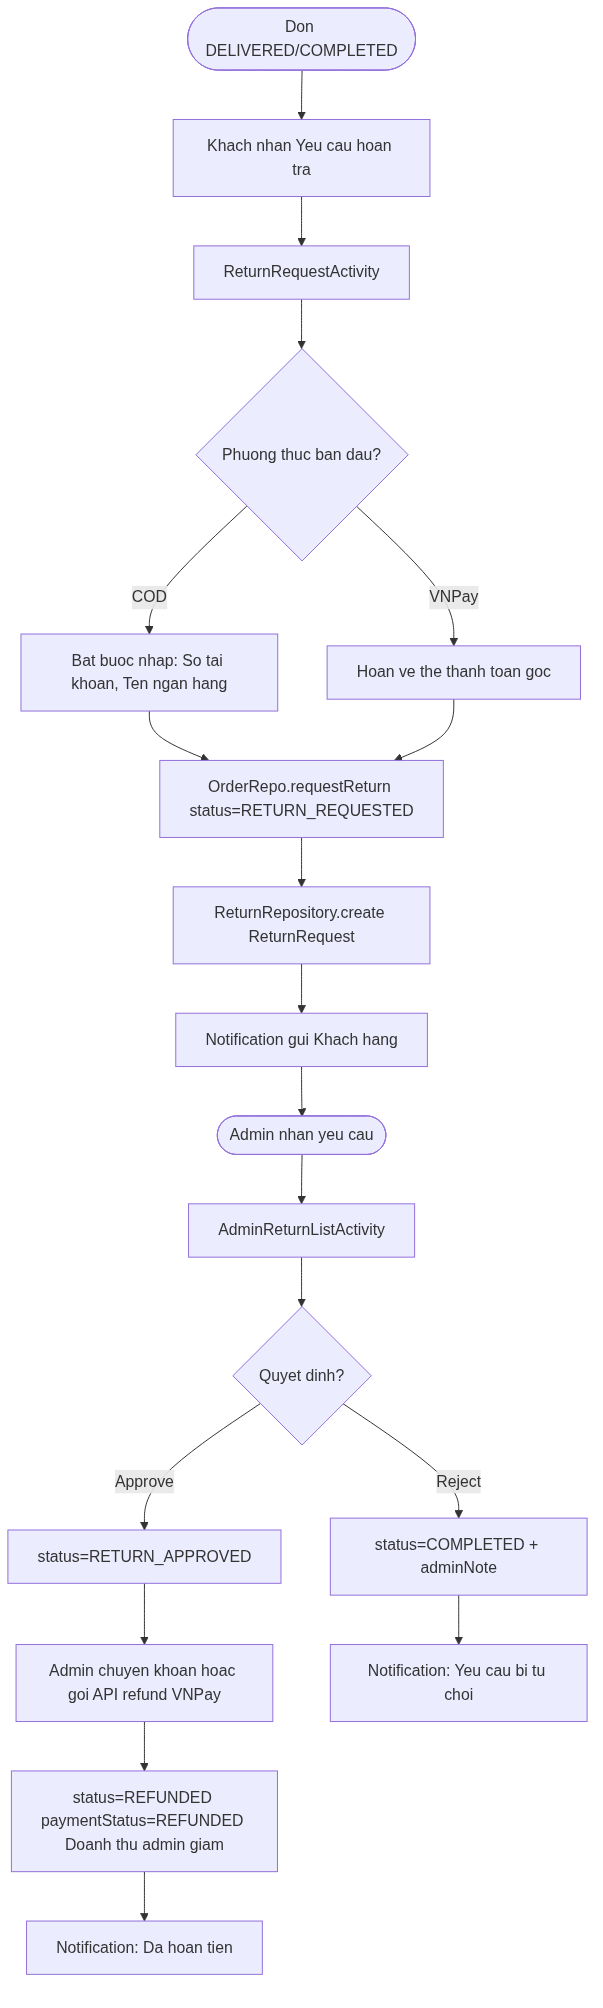 Don
DELIVERED/COMPLETED
Khach nhan Yeu cau hoan
tra
ReturnRequestActivity
Phuong thuc ban dau?
COD
VNPay
Bat buoc nhap: So tai
khoan, Ten ngan hang
Hoan ve the thanh toan goc
OrderRepo.requestReturn
status=RETURN_REQUESTED
ReturnRepository.create
ReturnRequest
Notification gui Khach hang
Admin nhan yeu cau
AdminReturnListActivity
Quyet dinh?
Approve
Reject
status=RETURN_APPROVED
status=COMPLETED +
adminNote
Admin chuyen khoan hoac
goi API refund VNPay
Notification: Yeu cau bi tu
choi
status=REFUNDED
paymentStatus=REFUNDED
Doanh thu admin giam
Notification: Da hoan tien